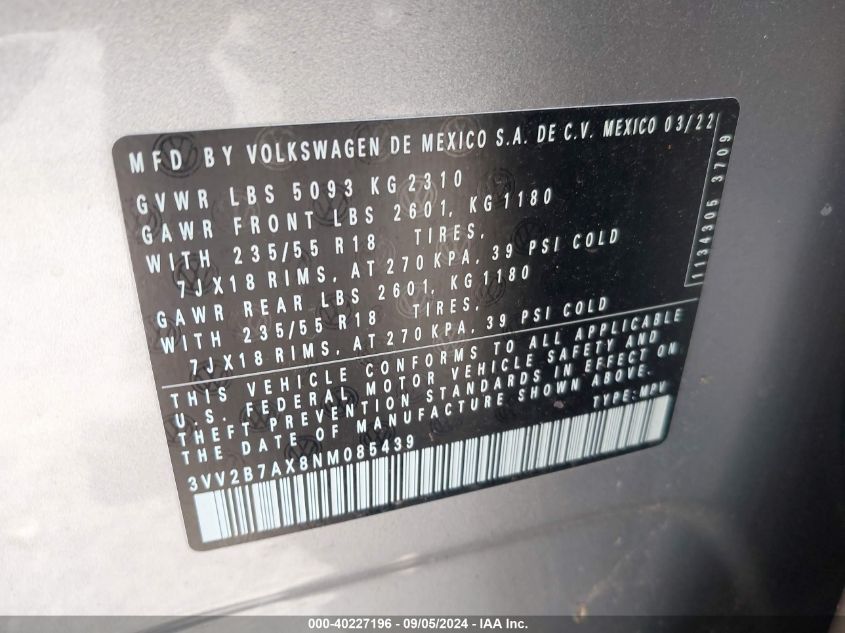 MFD BY VOLKSWAGEN DE MEXICO S.A. DE C.V. MEXICO 03/22
GVWR LBS 5093 KG 2310
GAWR FRONT LBS 2601, KG 1180
WITH 235/55 R18 TIRES,
7JX18 RIMS, AT 270 KPA, 39 PSI COLD
GAWR REAR LBS 2601, KG 1180
WITH 235/55 R18 TIRES,
7JX18 RIMS, AT 270 KPA, 39 PSI COLD
1134305 3709
THIS VEHICLE CONFORMS TO ALL APPLICABLE
U.S. FEDERAL MOTOR VEHICLE SAFETY AND
THEFT PREVENTION STANDARDS IN EFFECT ON
THE DATE OF MANUFACTURE SHOWN ABOVE.
3VV2B7AX8NM085439 TYPE: MPV
000-40227196 - 09/05/2024 - IAA Inc.